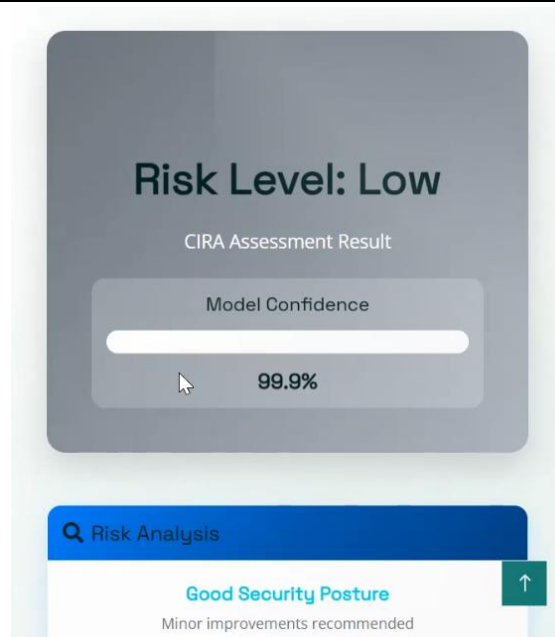 Risk Level: Low
CIRA Assessment Result
Model Confidence
99.9%
Risk Analysis
Good Security Posture
Minor improvements recommended